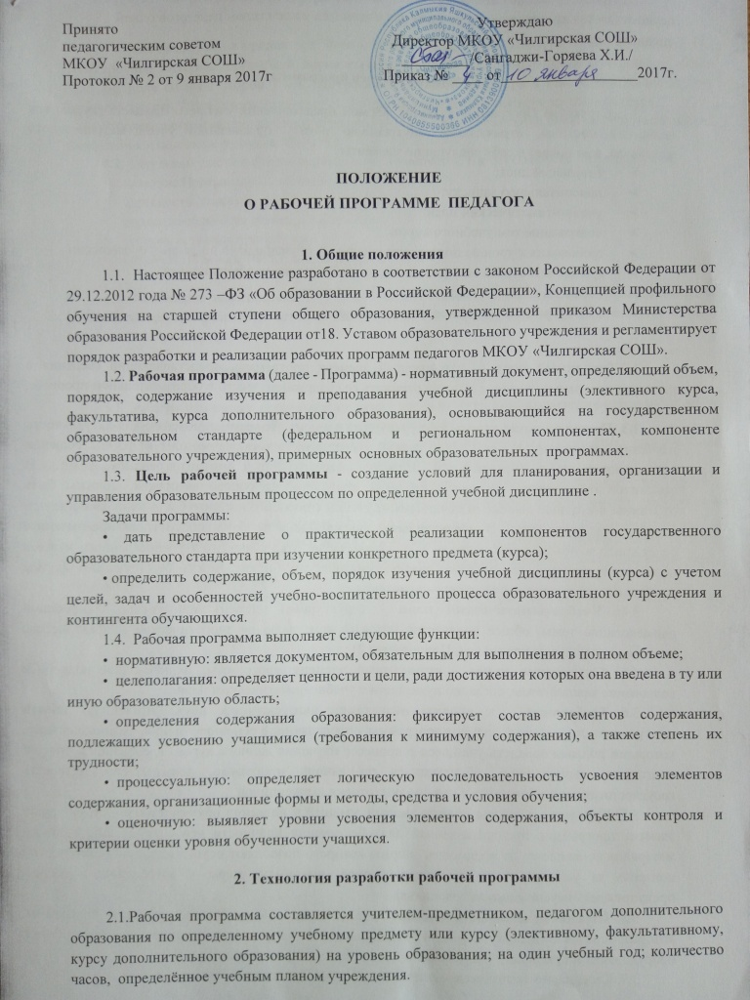 Принято
педагогическим советом
МКОУ «Чилгирская СОШ»
Протокол № 2 от 9 января 2017г
Утверждаю
Директор МКОУ «Чилгирская СОШ»
/Сангаджи-Горяева Х.И./
Приказ № 4 от 10 января 2017г.
ПОЛОЖЕНИЕ
О РАБОЧЕЙ ПРОГРАММЕ ПЕДАГОГА
1. Общие положения
1.1. Настоящее Положение разработано в соответствии с законом Российской Федерации от
29.12.2012 года № 273 –ФЗ «Об образовании в Российской Федерации», Концепцией профильного
обучения на старшей ступени общего образования, утвержденной приказом Министерства
образования Российской Федерации от18. Уставом образовательного учреждения и регламентирует
порядок разработки и реализации рабочих программ педагогов МКОУ «Чилгирская СОШ».
1.2. Рабочая программа (далее - Программа) - нормативный документ, определяющий объем,
порядок, содержание изучения и преподавания учебной дисциплины (элективного курса,
факультатива, курса дополнительного образования), основывающийся на государственном
образовательном стандарте (федеральном и региональном компонентах, компоненте
образовательного учреждения), примерных основных образовательных программах.
1.3. Цель рабочей программы - создание условий для планирования, организации и
управления образовательным процессом по определенной учебной дисциплине .
Задачи программы:
• дать представление о практической реализации компонентов государственного
образовательного стандарта при изучении конкретного предмета (курса);
• определить содержание, объем, порядок изучения учебной дисциплины (курса) с учетом
целей, задач и особенностей учебно-воспитательного процесса образовательного учреждения и
контингента обучающихся.
1.4. Рабочая программа выполняет следующие функции:
• нормативную: является документом, обязательным для выполнения в полном объеме;
• целеполагания: определяет ценности и цели, ради достижения которых она введена в ту или
иную образовательную область;
• определения содержания образования: фиксирует состав элементов содержания,
подлежащих усвоению учащимися (требования к минимуму содержания), а также степень их
трудности;
• процессуальную: определяет логическую последовательность усвоения элементов
содержания, организационные формы и методы, средства и условия обучения;
• оценочную: выявляет уровни усвоения элементов содержания, объекты контроля и
критерии оценки уровня обученности учащихся.
2. Технология разработки рабочей программы
2.1.Рабочая программа составляется учителем-предметником, педагогом дополнительного
образования по определенному учебному предмету или курсу (элективному, факультативному,
курсу дополнительного образования) на уровень образования; на один учебный год; количество
часов, определённое учебным планом учреждения.